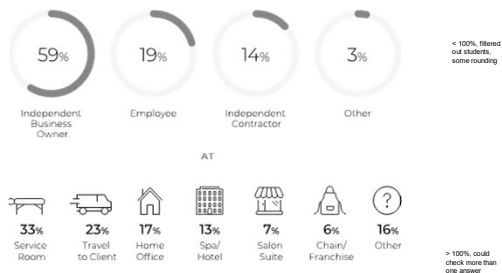 59% 19% 14% 3%
< 100%, filtered
out students,
some rounding
Independent
Business
Owner
Employee
Independent
Contractor
Other
AT
?
33% 23% 17% 13% 7% 6% 16%
Service
Room
Travel
to Client
Home
Office
Spa/
Hotel
Salon
Suite
Chain/
Franchise
Other
> 100%, could
check more than
one answer